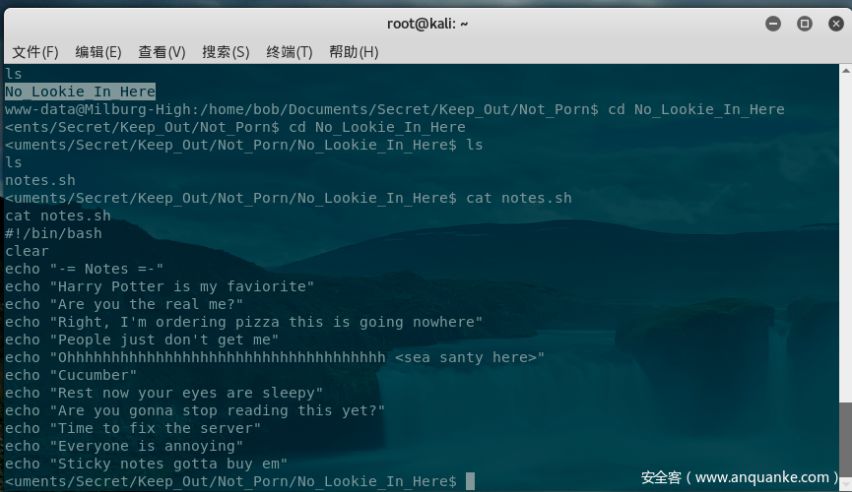 root@kali: ~
文件(F) 编辑(E) 查看(V) 搜索(S) 终端(T) 帮助(H)
ls
No_Lookie_In_Here
www-data@Milburg-High:/home/bob/Documents/Secret/Keep_Out/Not_Porn$ cd No_Lookie_In_Here
<ents/Secret/Keep_Out/Not_Porn$ cd No_Lookie_In_Here
<uments/Secret/Keep_Out/Not_Porn/No_Lookie_In_Here$ ls
ls
notes.sh
<uments/Secret/Keep_Out/Not_Porn/No_Lookie_In_Here$ cat notes.sh
cat notes.sh
#!/bin/bash
clear
echo "-= Notes =-"
echo "Harry Potter is my faviorite"
echo "Are you the real me?"
echo "Right, I'm ordering pizza this is going nowhere"
echo "People just don't get me"
echo "Ohhhhhhhhhhhhhhhhhhhhhhhhhhhhhhhhhhhhh <sea santy here>"
echo "Cucumber"
echo "Rest now your eyes are sleepy"
echo "Are you gonna stop reading this yet?"
echo "Time to fix the server"
echo "Everyone is annoying"
echo "Sticky notes gotta buy em"
<uments/Secret/Keep_Out/Not_Porn/No_Lookie_In_Here$
安全客（www.anquanke.com）